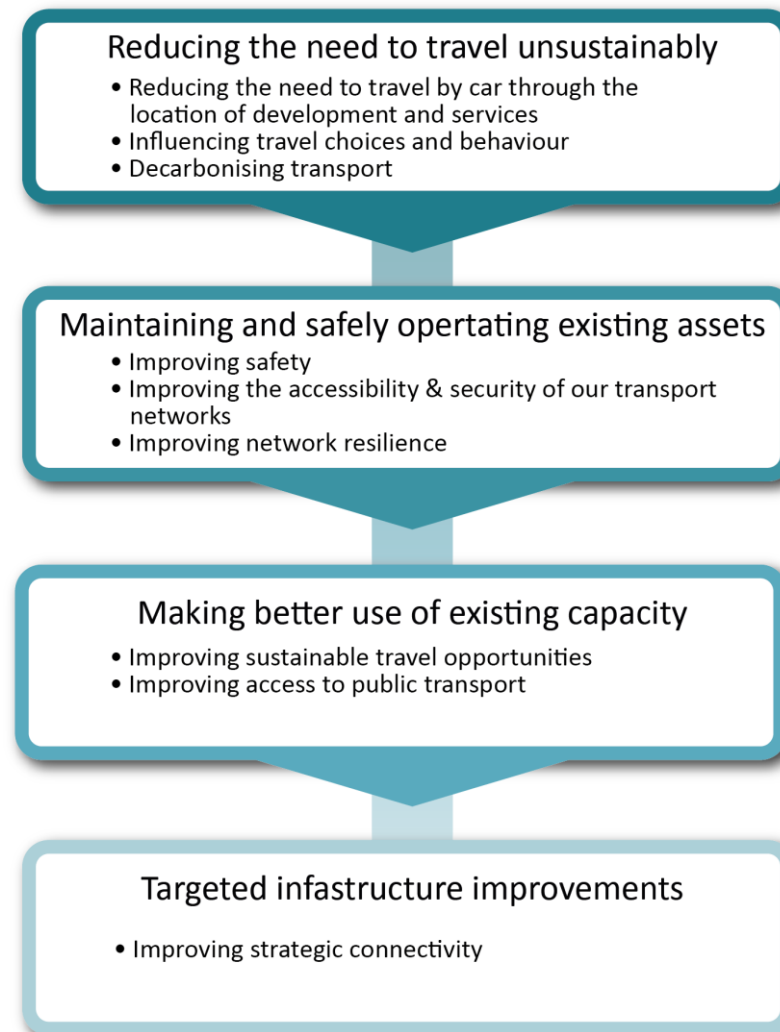 Reducing the need to travel unsustainably
• Reducing the need to travel by car through the
location of development and services
• Influencing travel choices and behaviour
• Decarbonising transport
Maintaining and safely opertating existing assets
• Improving safety
• Improving the accessibility & security of our transport
networks
• Improving network resilience
Making better use of existing capacity
• Improving sustainable travel opportunities
• Improving access to public transport
Targeted infastructure improvements
• Improving strategic connectivity